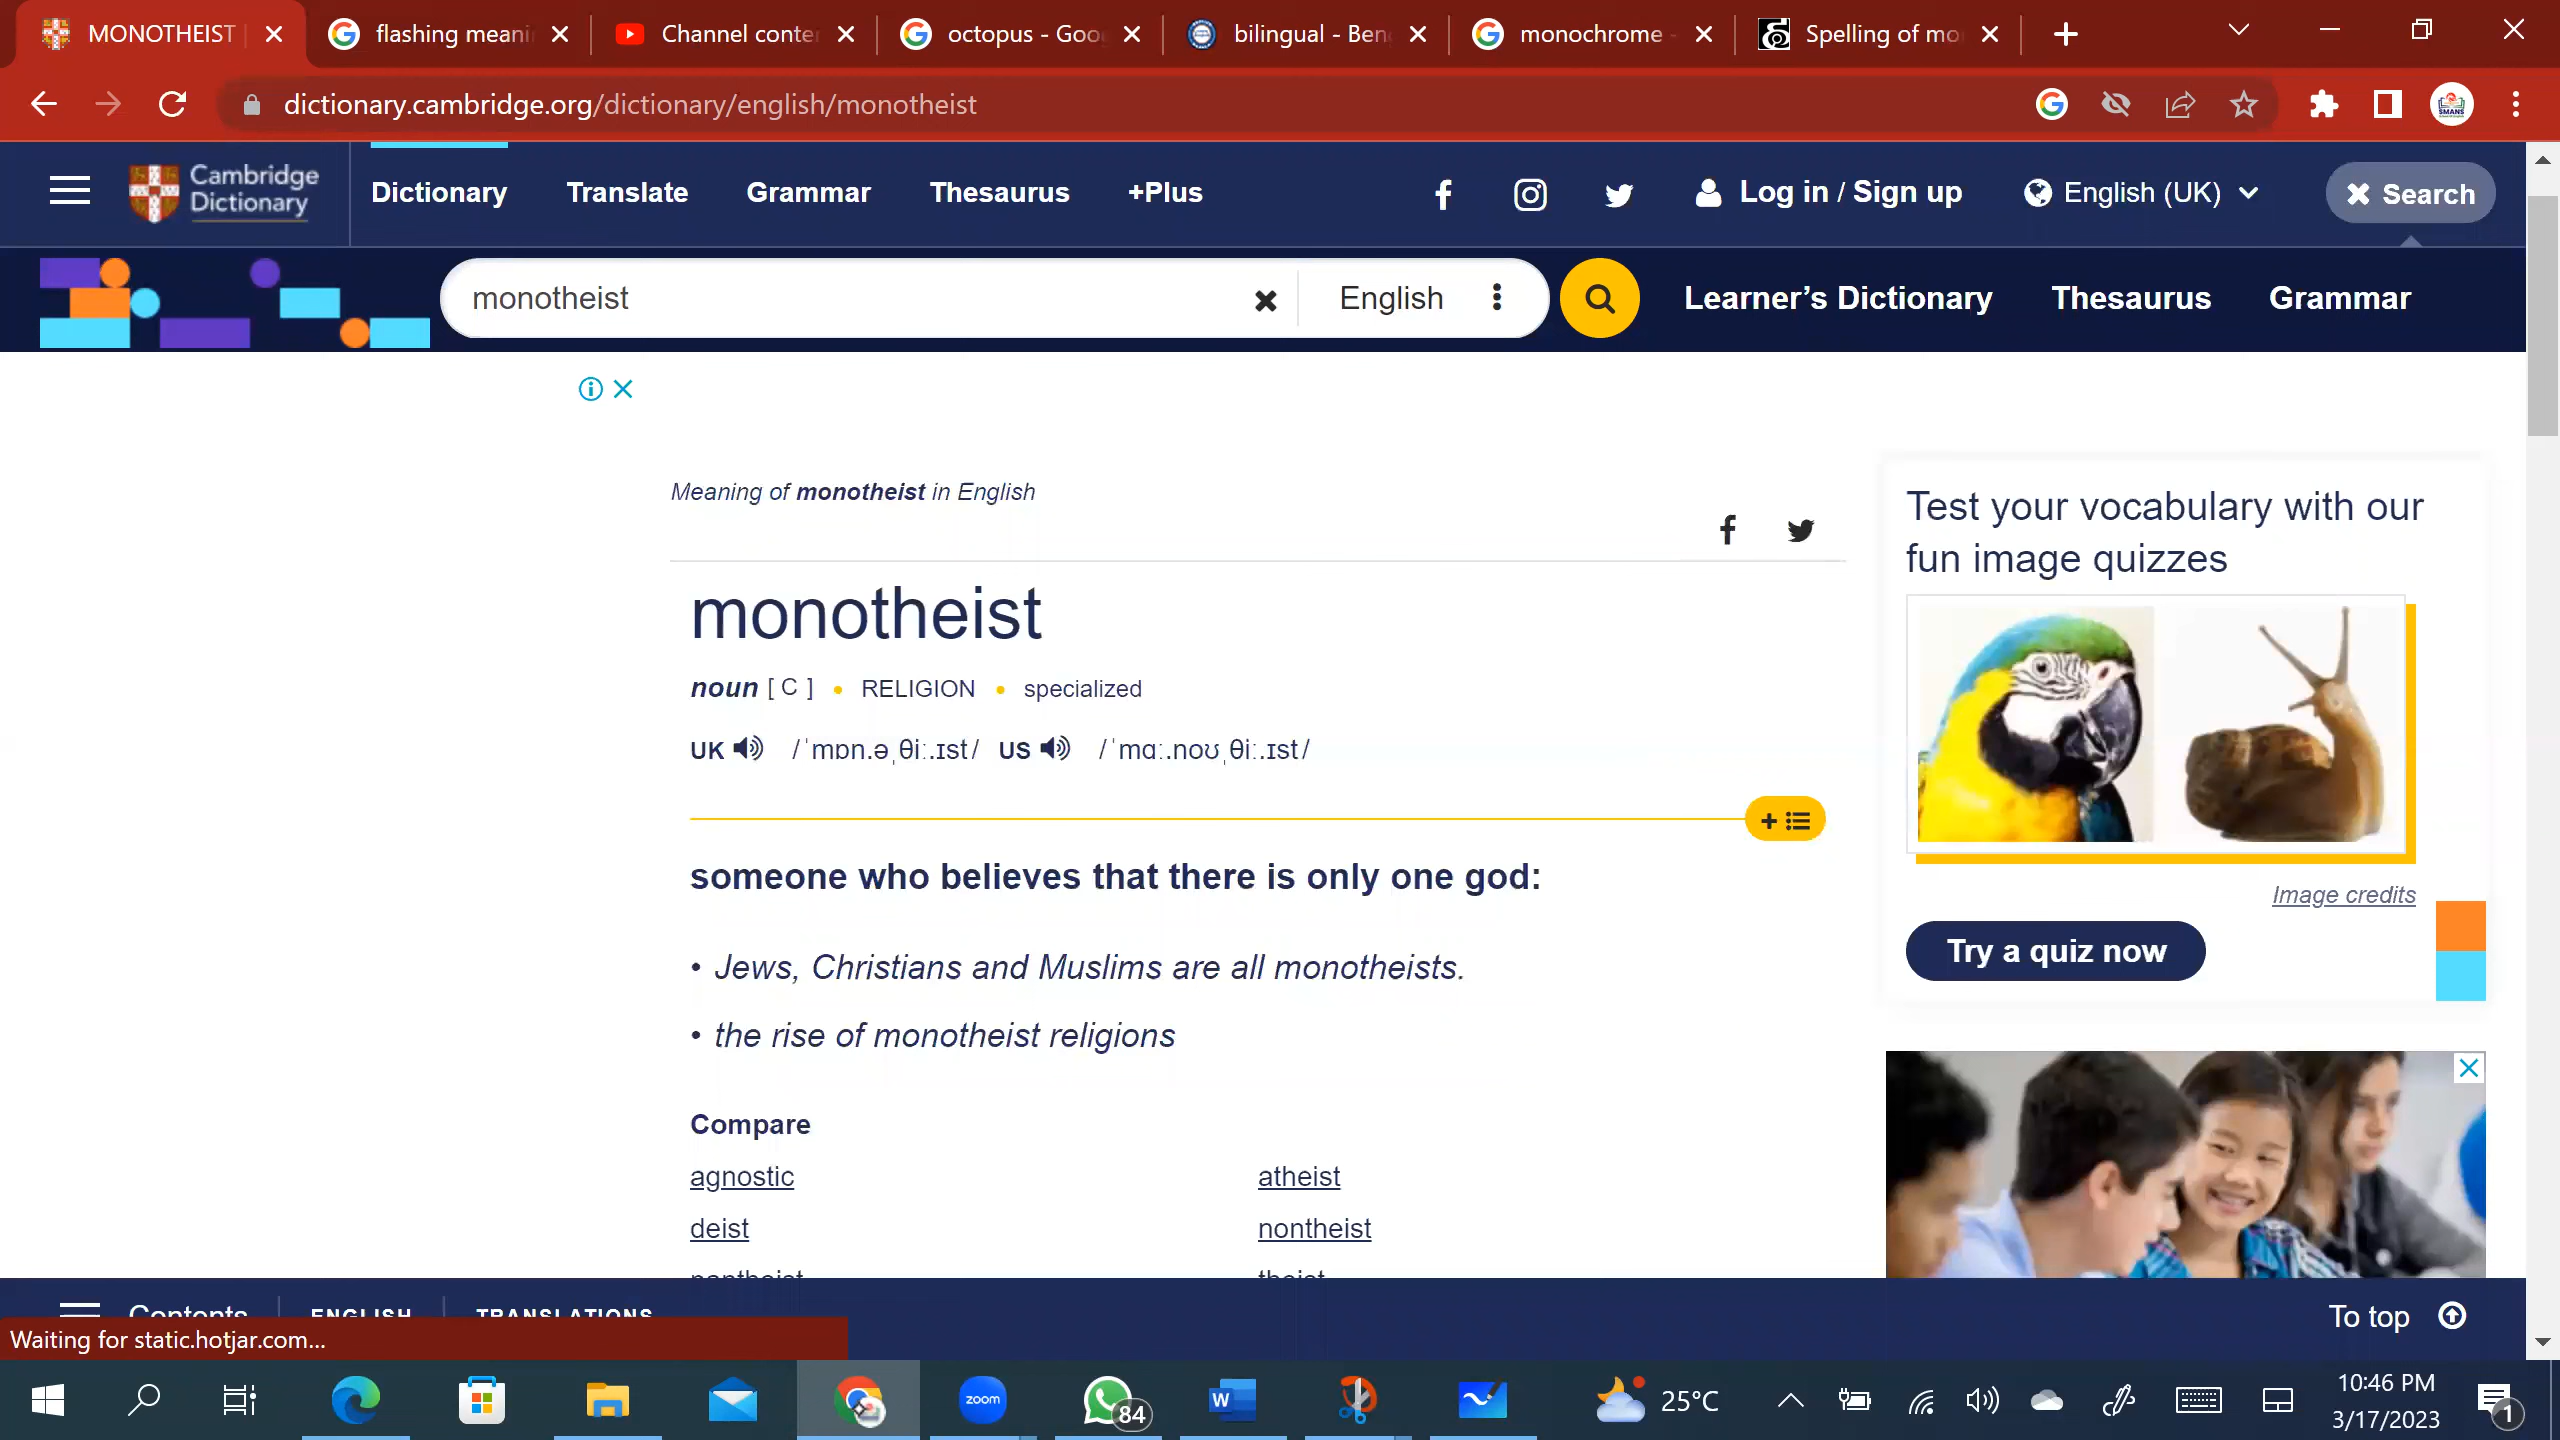 MONOTHEIST
flashing meani
Channel conte
octopus - Goo
bilingual - Ben
monochrome -
Spelling of mo
dictionary.cambridge.org/dictionary/english/monotheist
Cambridge
Dictionary
Dictionary
Translate
Grammar
Thesaurus
+Plus
Log in / Sign up
English (UK)
Search
monotheist
English
Learner's Dictionary
Thesaurus
Grammar
Meaning of monotheist in English
monotheist
noun [ C ] • RELIGION • specialized
UK /ˈmɒn.əˌθiː.ɪst/ US /ˈmɑː.noʊˌθiː.ɪst/
someone who believes that there is only one god:
• Jews, Christians and Muslims are all monotheists.
• the rise of monotheist religions
Compare
agnostic
atheist
deist
nontheist
pantheist
theist
Test your vocabulary with our
fun image quizzes
Image credits
Try a quiz now
Contents
ENGLISH
TRANSLATIONS
To top
Waiting for static.hotjar.com...
zoom
84
W
25°C
10:46 PM
3/17/2023
1